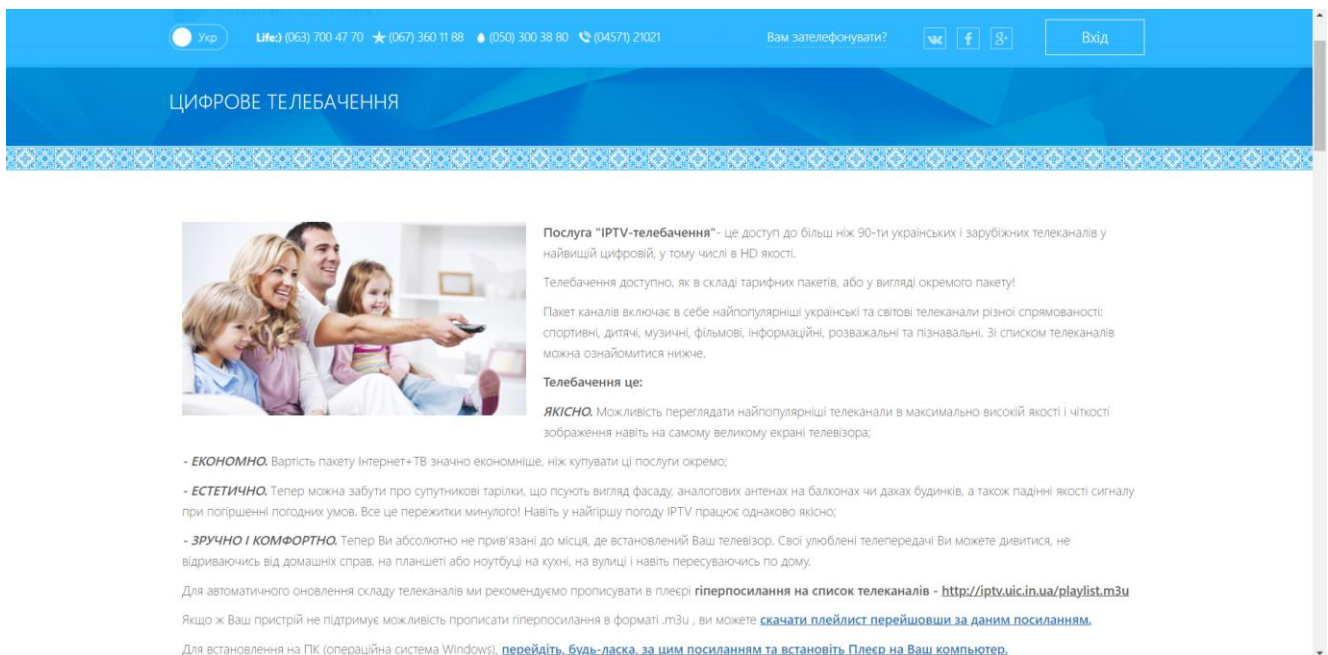 Укр Life:) (063) 700 47 70 (067) 360 11 88 (050) 300 38 80 (04571) 21021 Вам зателефонувати? Вхід
ЦИФРОВЕ ТЕЛЕБАЧЕННЯ
Послуга "IPTV-телебачення"- це доступ до більш ніж 90-ти українських і зарубіжних телеканалів у
найвищій цифровій, у тому числі в HD якості.
Телебачення доступно, як в складі тарифних пакетів, або у вигляді окремого пакету!
Пакет каналів включає в себе найпопулярніші українські та світові телеканали різної спрямованості:
спортивні, дитячі, музичні, фільмові, інформаційні, розважальні та пізнавальні. Зі списком телеканалів
можна ознайомитися нижче.
Телебачення це:
ЯКІСНО. Можливість переглядати найпопулярніші телеканали в максимально високій якості і чіткості
зображення навіть на самому великому екрані телевізора;
- ЕКОНОМНО. Вартість пакету Інтернет+ТВ значно економніше, ніж купувати ці послуги окремо;
- ЕСТЕТИЧНО. Тепер можна забути про супутникові тарілки, що псують вигляд фасаду, аналогових антенах на балконах чи дахах будинків, а також падінні якості сигналу
при погіршенні погодних умов. Все це пережитки минулого! Навіть у найгіршу погоду IPTV працює однаково якісно;
- ЗРУЧНО І КОМФОРТНО. Тепер Ви абсолютно не прив'язані до місця, де встановлений Ваш телевізор. Свої улюблені телепередачі Ви можете дивитися, не
відриваючись від домашніх справ, на планшеті або ноутбуці на кухні, на вулиці і навіть пересуваючись по дому.
Для автоматичного оновлення складу телеканалів ми рекомендуємо прописувати в плеєрі гіперпосилання на список телеканалів - http://iptv.uic.in.ua/playlist.m3u
Якщо ж Ваш пристрій не підтримує можливість прописати гіперпосилання в форматі .m3u , ви можете скачати плейлист перейшовши за даним посиланням.
Для встановлення на ПК (операційна система Windows), перейдіть, будь-ласка, за цим посиланням та встановіть Плеєр на Ваш компьютер.